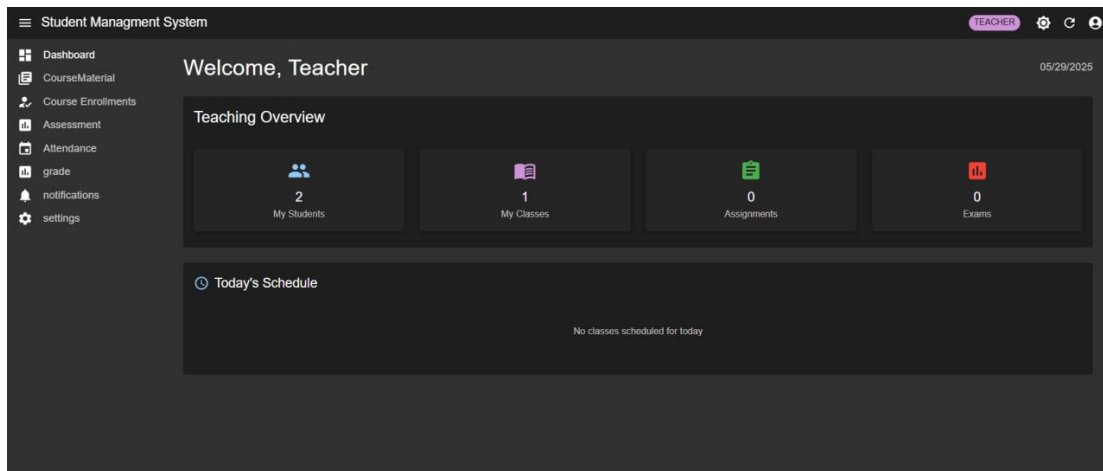 Student Managment System
TEACHER
Dashboard
CourseMaterial
Course Enrollments
Assessment
Attendance
grade
notifications
settings
Welcome, Teacher
05/29/2025
Teaching Overview
2
My Students
1
My Classes
0
Assignments
0
Exams
Today's Schedule
No classes scheduled for today